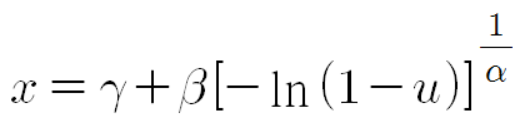 x = γ + β[− ln (1 − u)]^{1/α}